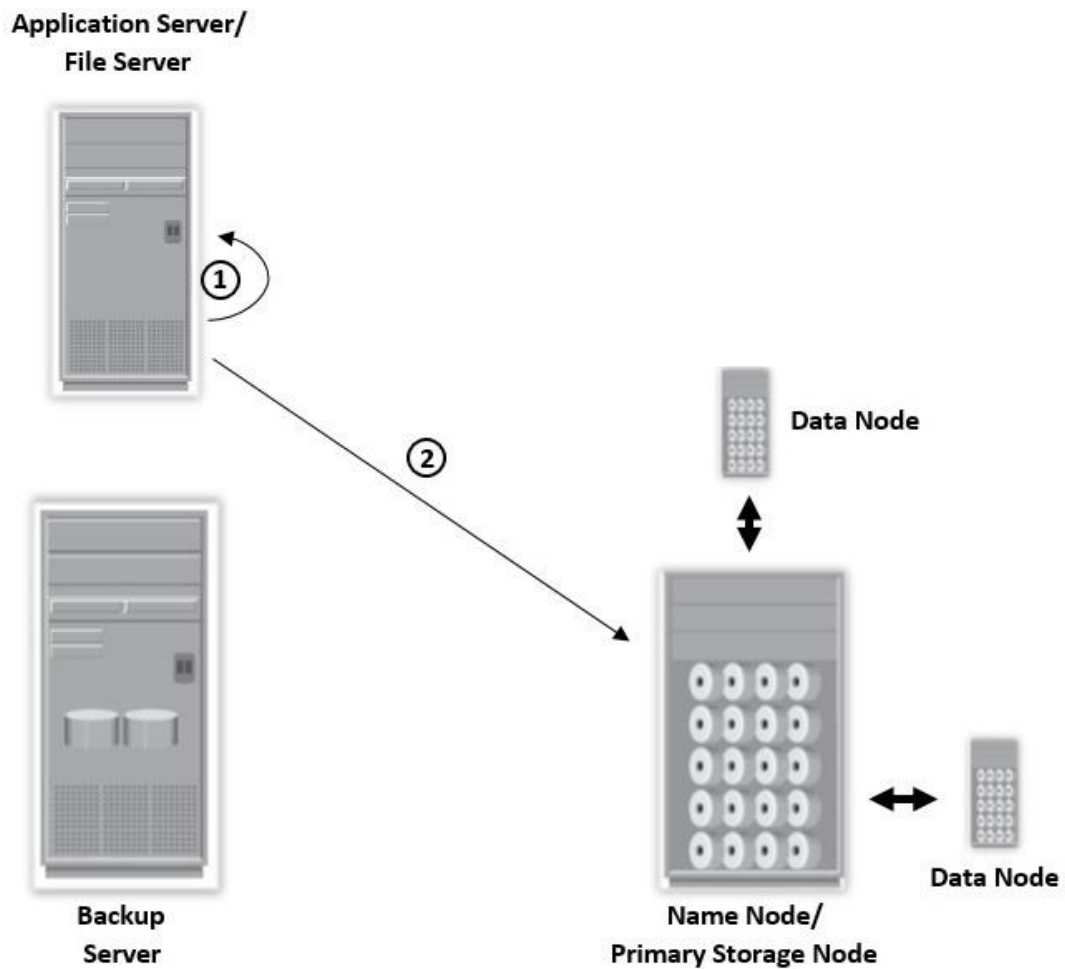 Application Server/
File Server
1
2
Data Node
Data Node
Backup
Server
Name Node/
Primary Storage Node